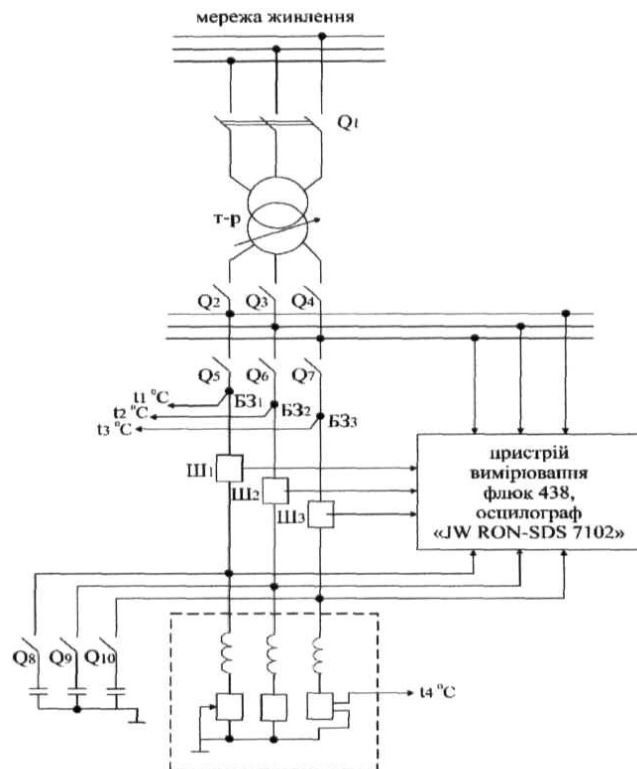 мережа живлення
Q1
т-р
Q2 Q3 Q4
Q5 Q6 Q7
t1 °C
t2 °C
t3 °C
БЗ1
БЗ2
БЗ3
Ш1
Ш2
Ш3
пристрій
вимірювання
флюк 438,
осцилограф
«JW RON-SDS 7102»
Q8 Q9 Q10
t4 °C